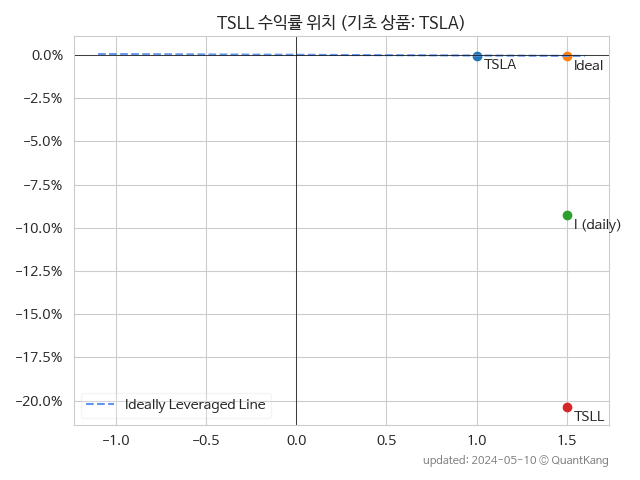 TSLL 수익률 위치 (기초 상품: TSLA)
0.0%
−2.5%
−5.0%
−7.5%
−10.0%
−12.5%
−15.0%
−17.5%
−20.0%
TSLA
Ideal
I (daily)
TSLL
Ideally Leveraged Line
−1.0
−0.5
0.0
0.5
1.0
1.5
updated: 2024-05-10 © QuantKang